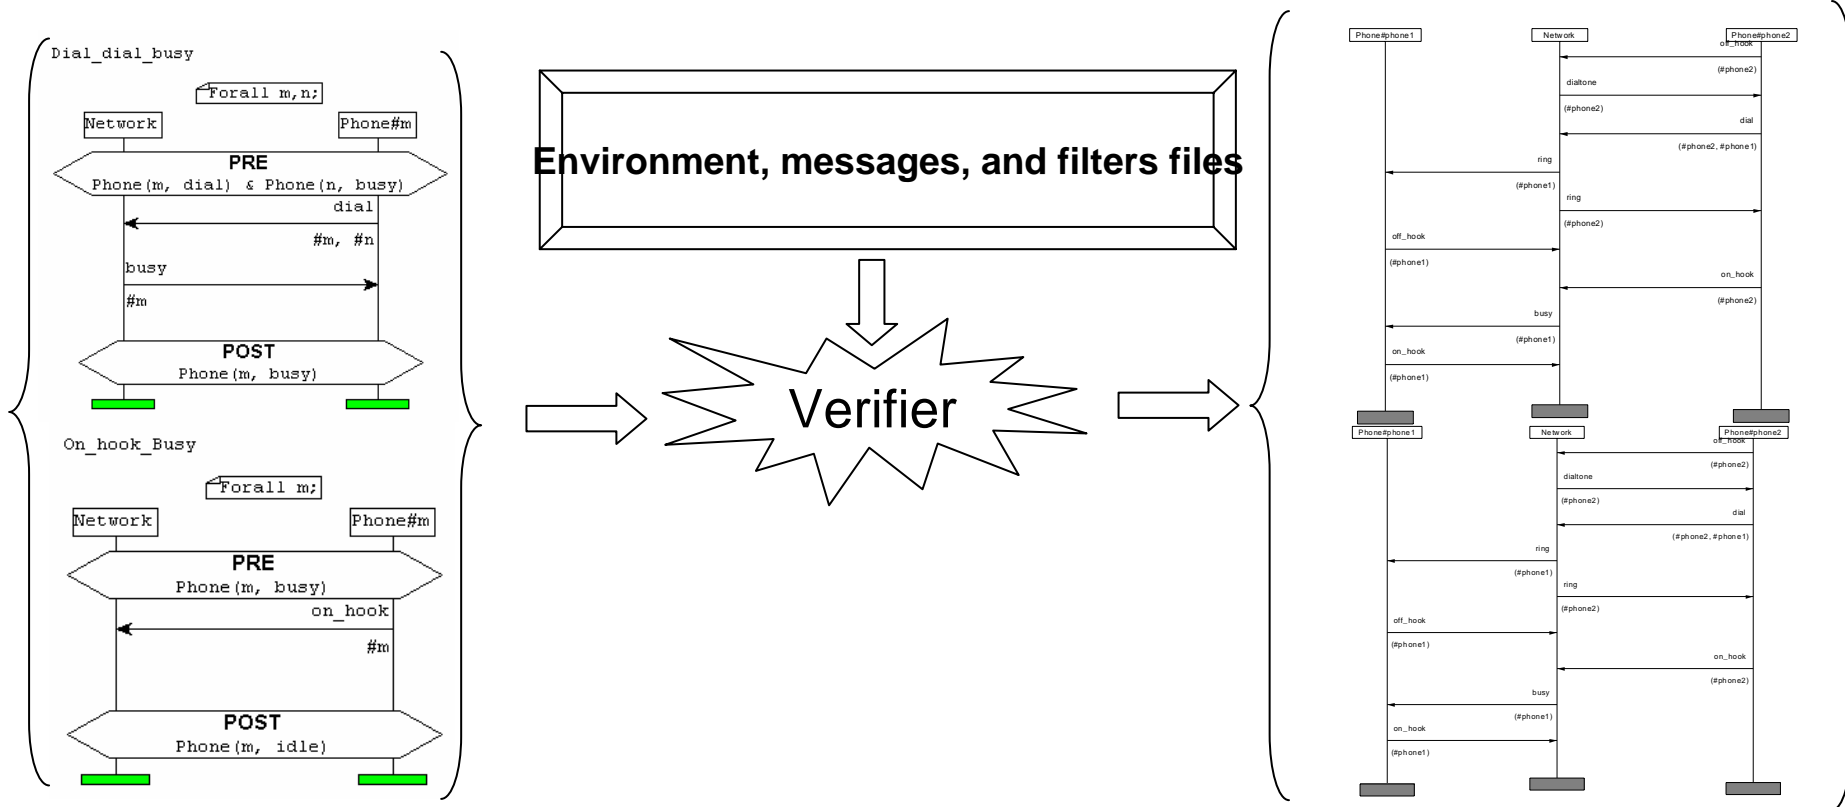 Dial_dial_busy
Forall m,n;
Network Phone#m
PRE
Phone(m, dial) & Phone(n, busy)
dial
#m, #n
busy
#m
POST
Phone(m, busy)
On_hook_Busy
Forall m;
Network Phone#m
PRE
Phone(m, busy)
on_hook
#m
POST
Phone(m, idle)
Environment, messages, and filters files
Verifier
Phone#phone1 Network Phone#phone2
off_hook
(#phone2)
dialtone
(#phone2)
dial
(#phone2, #phone1)
ring
(#phone1)
ring
(#phone2)
off_hook
(#phone1)
on_hook
(#phone2)
busy
(#phone1)
on_hook
(#phone1)
Phone#phone1 Network Phone#phone2
off_hook
(#phone2)
dialtone
(#phone2)
dial
(#phone2, #phone1)
ring
(#phone1)
ring
(#phone2)
off_hook
(#phone1)
on_hook
(#phone2)
busy
(#phone1)
on_hook
(#phone1)